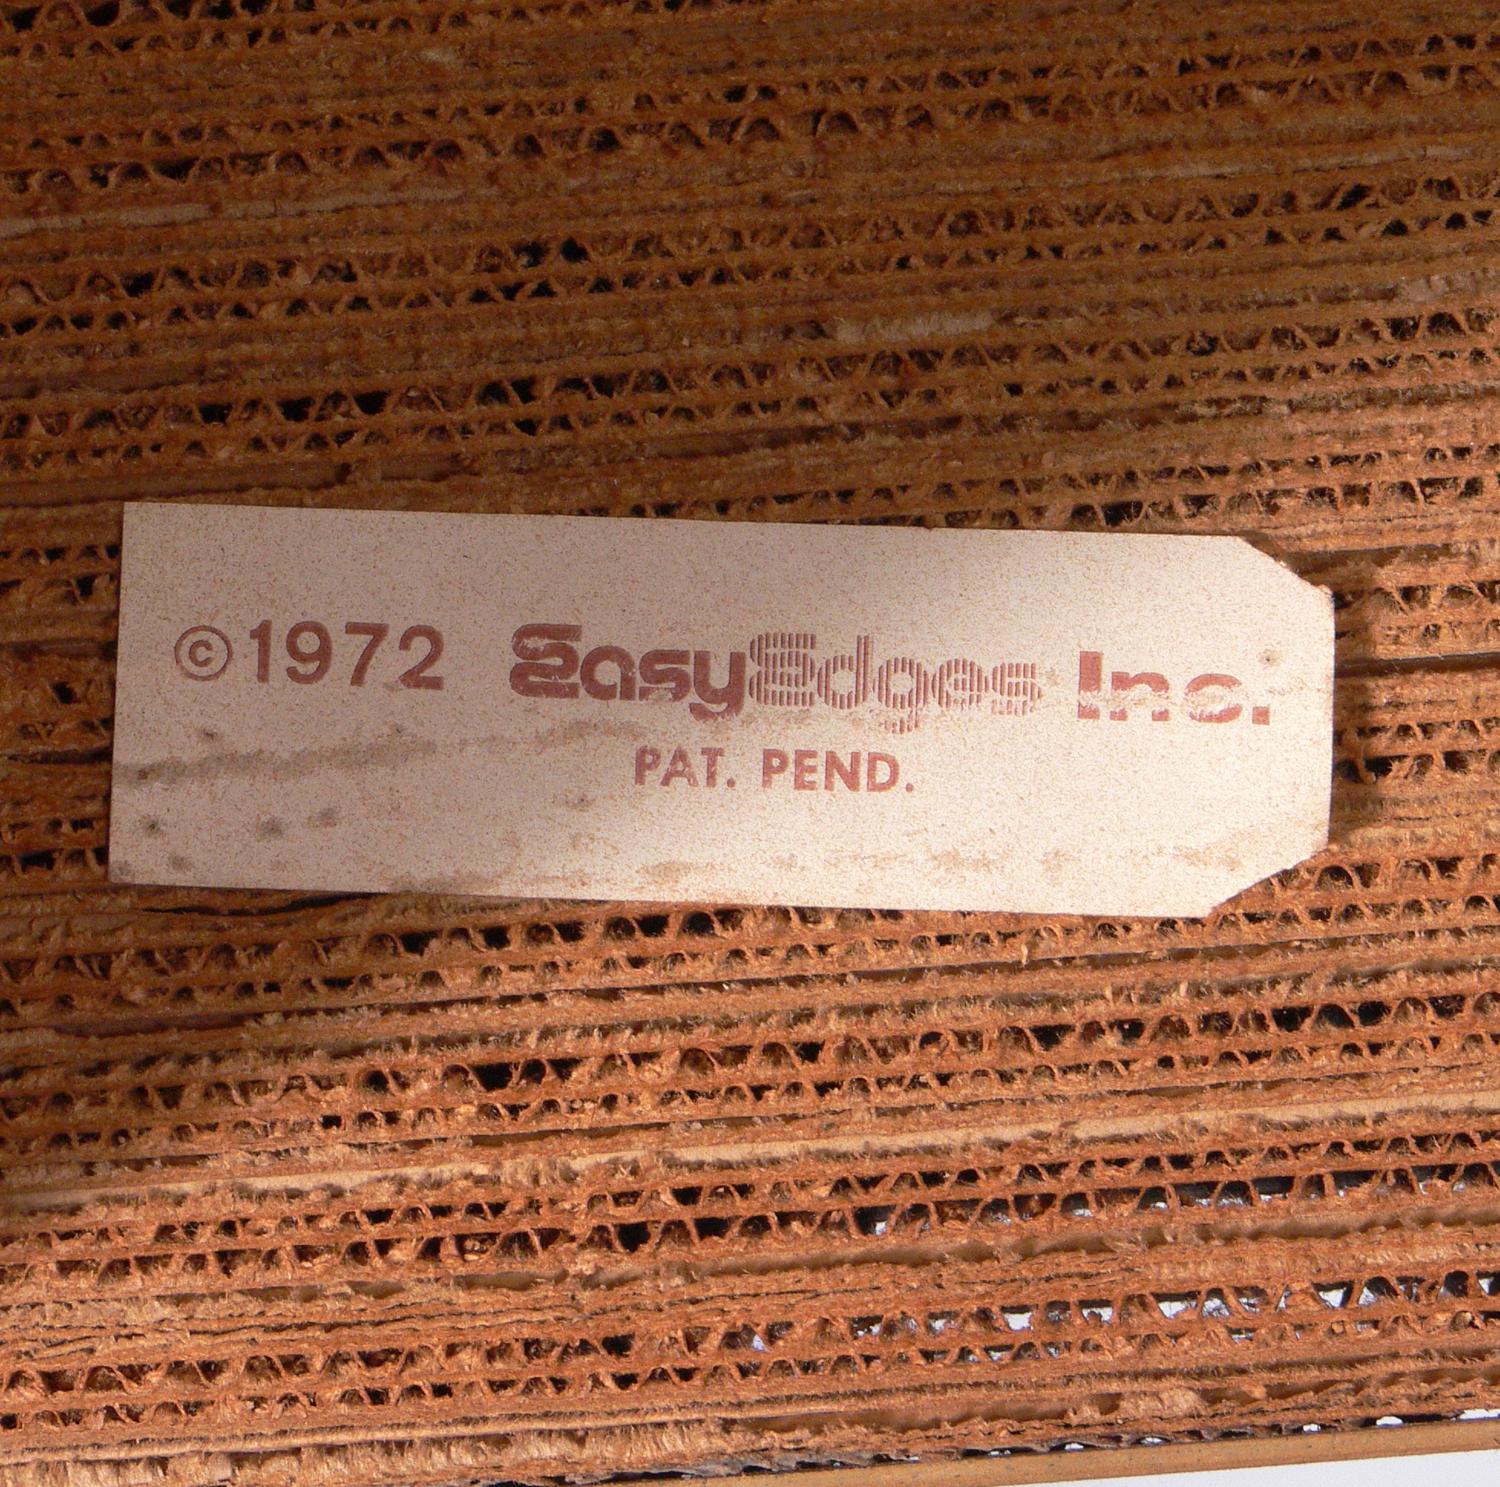 ©1972 EasyEdges Inc.
PAT. PEND.